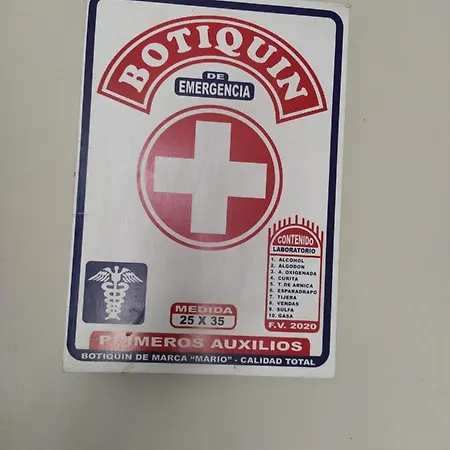 BOTIQUIN
DE
EMERGENCIA
CONTENIDO
LABORATORIO
1. ALCOHOL
2. ALGODON
3. A. OXIGENADA
4. CURITA
5. T. DE ARNICA
6. ESPARADRAPO
7. TIJERA
8. VENDAS
9. SULFA
10. GASA
F.V. 2020
MEDIDA
25 X 35
PRIMEROS AUXILIOS
BOTIQUIN DE MARCA "MARIO" - CALIDAD TOTAL